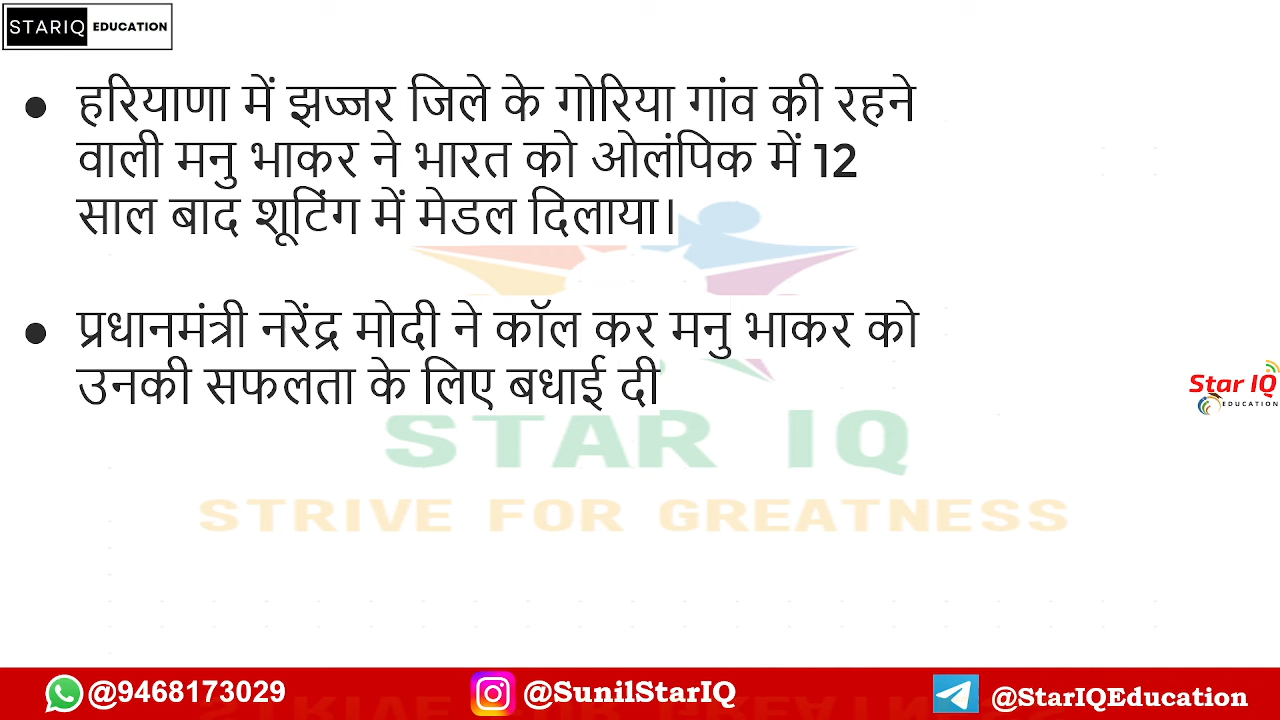 STARIQ EDUCATION
• हरियाणा में झज्जर जिले के गोरिया गांव की रहने
वाली मनु भाकर ने भारत को ओलंपिक में 12
साल बाद शूटिंग में मेडल दिलाया।
• प्रधानमंत्री नरेंद्र मोदी ने कॉल कर मनु भाकर को
उनकी सफलता के लिए बधाई दी
Star IQ
EDUCATION
STAR IQ
STRIVE FOR GREATNESS
@9468173029 @SunilStarIQ @StarIQEducation